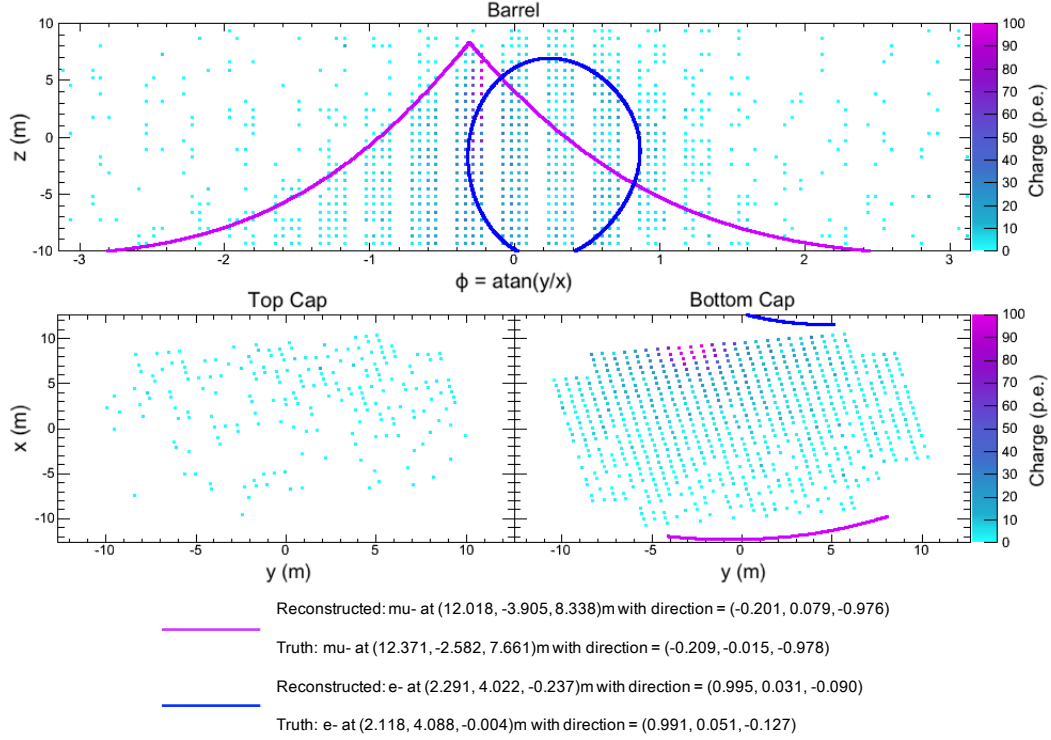 Barrel
10
5
0
-5
-10
z (m)
-3 -2 -1 0 1 2 3
ϕ = atan(y/x)
100
90
80
70
60
50
40
30
20
10
0
Charge (p.e.)
Top Cap
10
5
0
-5
-10
x (m)
-10 -5 0 5 10
y (m)
Bottom Cap
-10 -5 0 5 10
y (m)
100
90
80
70
60
50
40
30
20
10
0
Charge (p.e.)
Reconstructed: mu- at (12.018, -3.905, 8.338)m with direction = (-0.201, 0.079, -0.976)
Truth: mu- at (12.371, -2.582, 7.661)m with direction = (-0.209, -0.015, -0.978)
Reconstructed: e- at (2.291, 4.022, -0.237)m with direction = (0.995, 0.031, -0.090)
Truth: e- at (2.118, 4.088, -0.004)m with direction = (0.991, 0.051, -0.127)